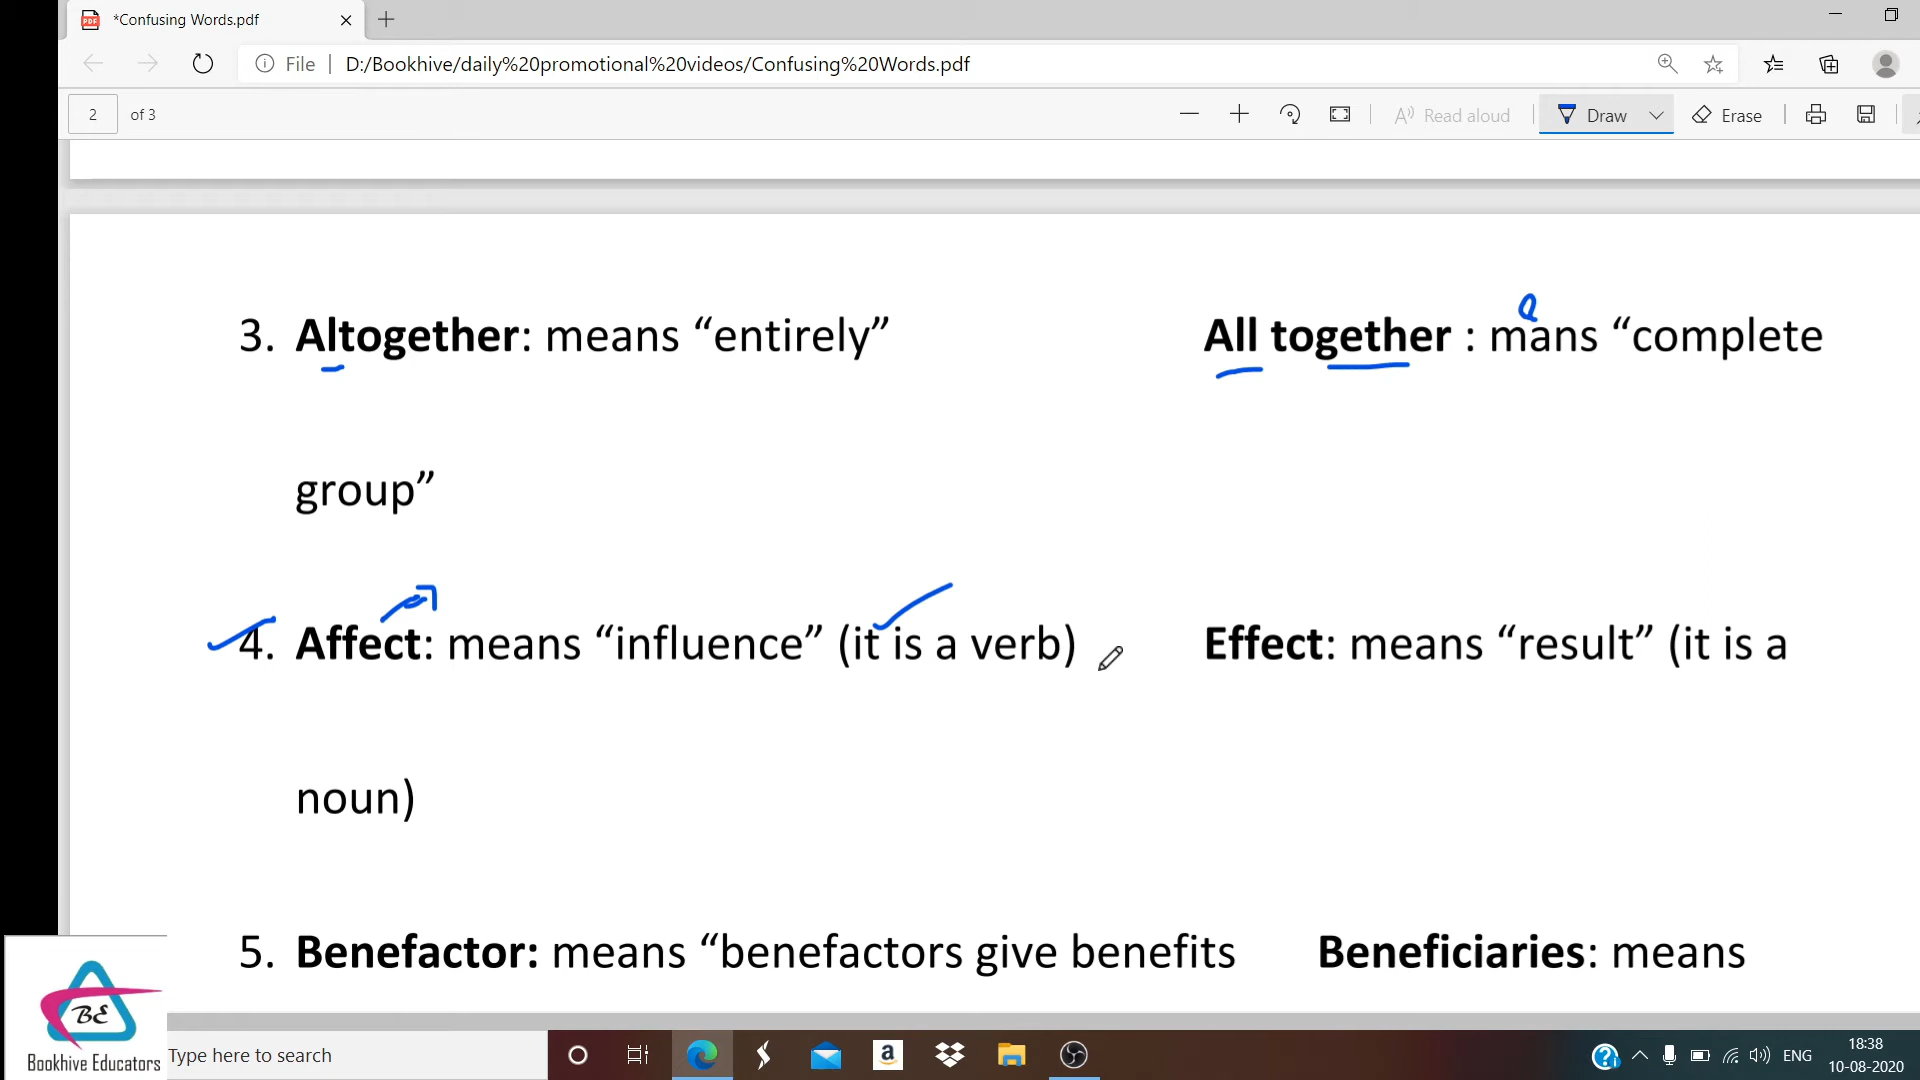 *Confusing Words.pdf
File | D:/Bookhive/daily%20promotional%20videos/Confusing%20Words.pdf
2 of 3 Read aloud Draw Erase
3. Altogether: means “entirely” All together : mans “complete
group”
4. Affect: means “influence” (it is a verb) Effect: means “result” (it is a
noun)
5. Benefactor: means “benefactors give benefits Beneficiaries: means
BE
Bookhive Educators
Type here to search
ENG
18:38
10-08-2020